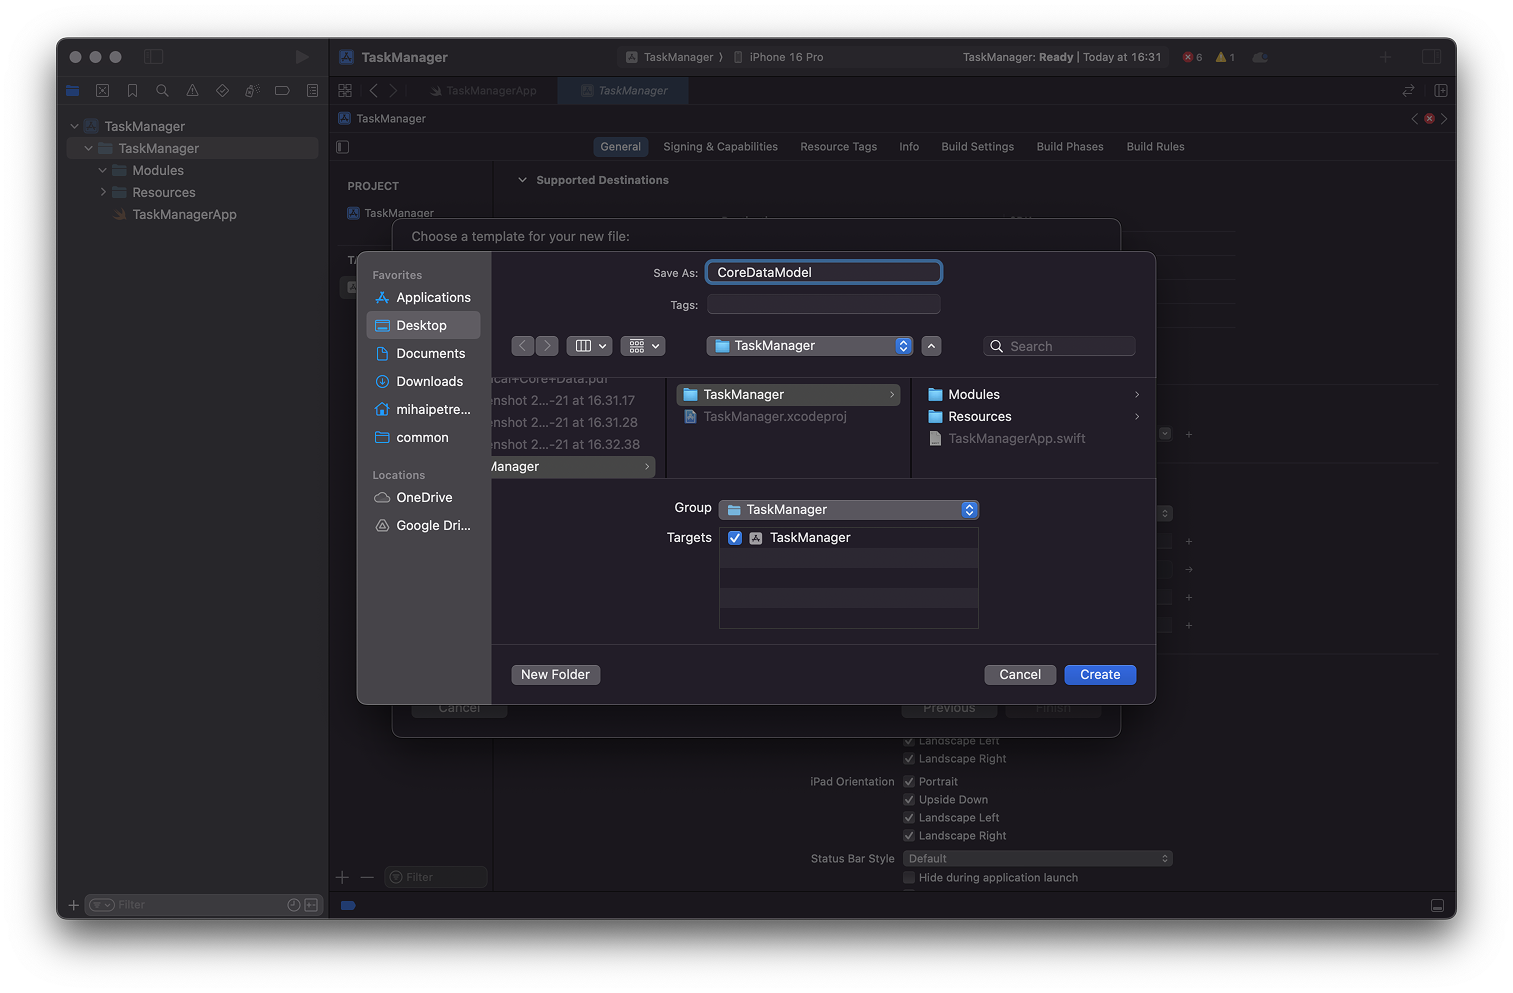 TaskManager
TaskManager 〉 iPhone 16 Pro
TaskManager: Ready | Today at 16:31
6
1
TaskManagerApp
TaskManager
TaskManager
TaskManager
TaskManager
Modules
Resources
TaskManagerApp
General
Signing & Capabilities
Resource Tags
Info
Build Settings
Build Phases
Build Rules
PROJECT
TaskManager
Supported Destinations
Choose a template for your new file:
Favorites
Applications
Desktop
Documents
Downloads
mihaipetre...
common
Locations
OneDrive
Google Dri...
Save As: CoreDataModel
Tags:
TaskManager
Search
ical+Core+Data.pdf
enshot 2...-21 at 16.31.17
enshot 2...-21 at 16.31.28
enshot 2...-21 at 16.32.38
Manager
TaskManager
TaskManager.xcodeproj
Modules
Resources
TaskManagerApp.swift
Group TaskManager
Targets TaskManager
New Folder
Cancel
Create
Cancel
Previous
Finish
Landscape Left
Landscape Right
iPad Orientation Portrait
Upside Down
Landscape Left
Landscape Right
Status Bar Style Default
Hide during application launch
Filter
Filter